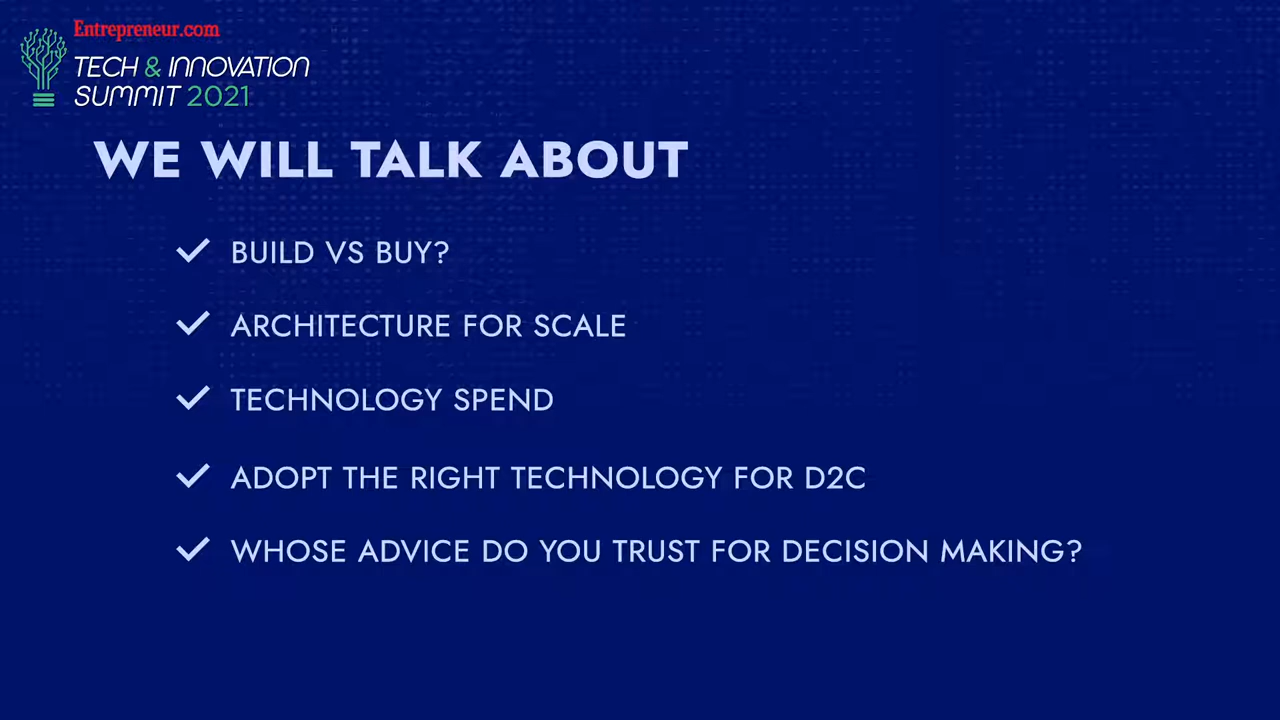 Entrepreneur.com
TECH & INNOVATION
SUMMIT 2021
WE WILL TALK ABOUT
BUILD VS BUY?
ARCHITECTURE FOR SCALE
TECHNOLOGY SPEND
ADOPT THE RIGHT TECHNOLOGY FOR D2C
WHOSE ADVICE DO YOU TRUST FOR DECISION MAKING?